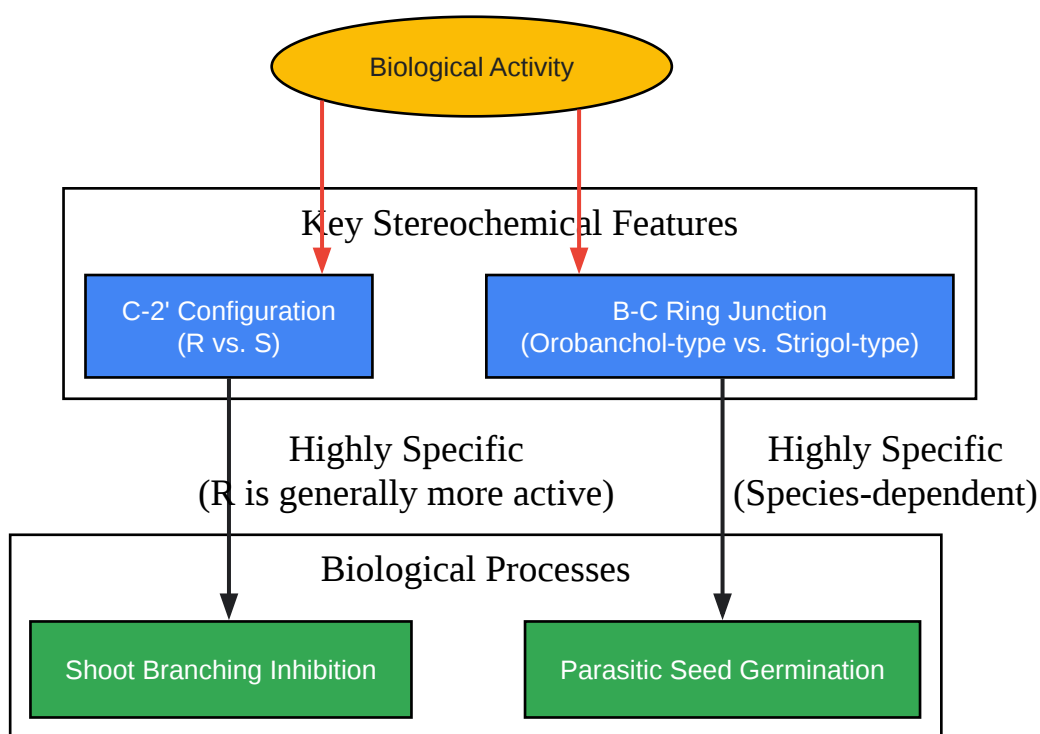 Biological Activity
Key Stereochemical Features
C-2' Configuration
(R vs. S)
B-C Ring Junction
(Orobanchol-type vs. Strigol-type)
Highly Specific
(R is generally more active)
Highly Specific
(Species-dependent)
Biological Processes
Shoot Branching Inhibition
Parasitic Seed Germination